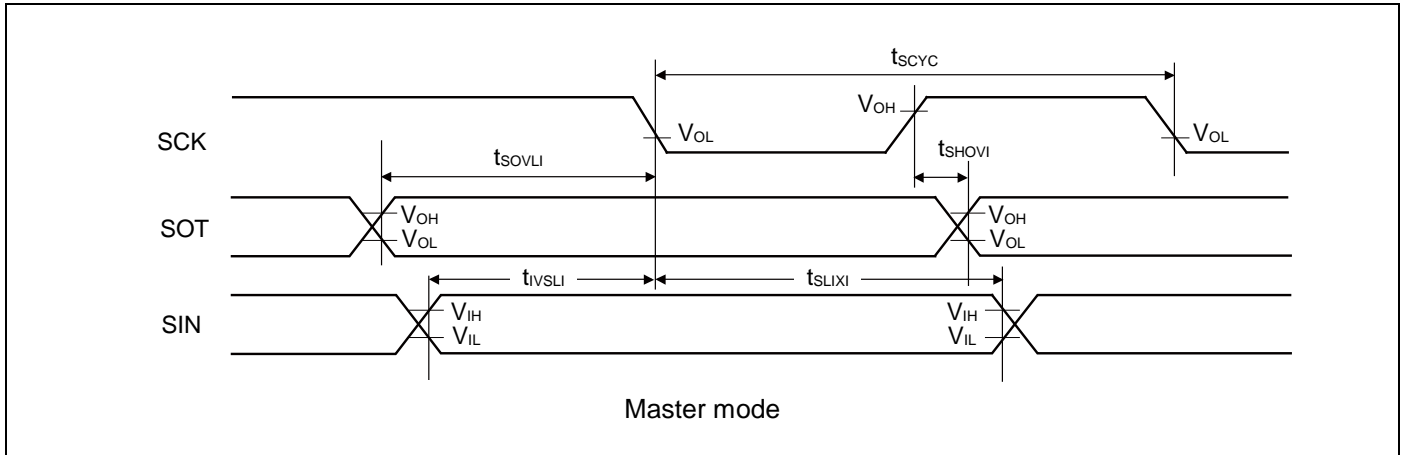 tSCYC
SCK
VOL
VOH
VOL
tSOVLI
tSHOVI
SOT
VOH
VOL
VOH
VOL
tIVSLI
tSLIXI
SIN
VIH
VIL
VIH
VIL
Master mode